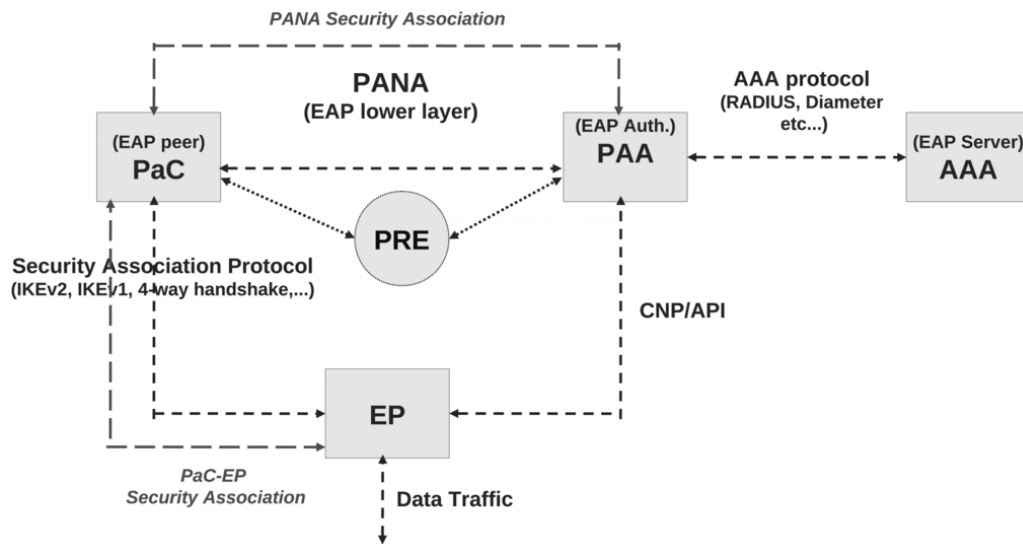 PANA Security Association
PANA
(EAP lower layer)
AAA protocol
(RADIUS, Diameter
etc...)
(EAP peer)
PaC
(EAP Auth.)
PAA
(EAP Server)
AAA
PRE
Security Association Protocol
(IKEv2, IKEv1, 4-way handshake,...)
CNP/API
EP
PaC-EP
Security Association
Data Traffic